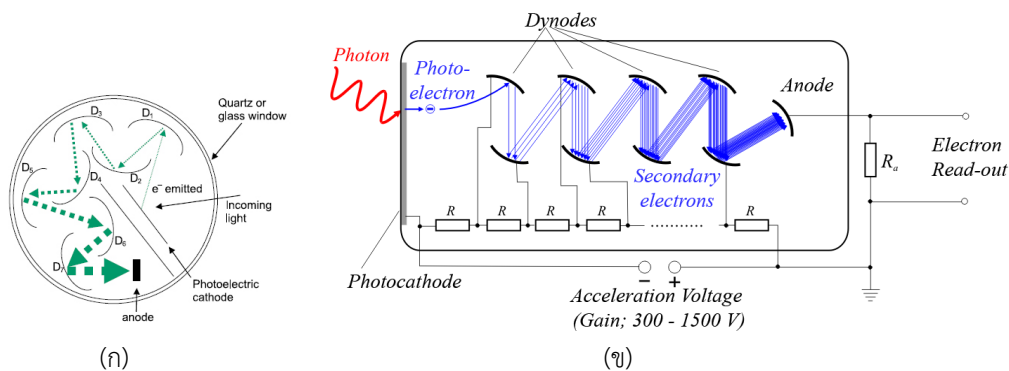 Quartz or
glass window
D₃
D₁
D₅
D₄
D₂
e⁻ emitted
Incoming
light
D₆
D₇
Photoelectric
cathode
anode
(ก)
Dynodes
Photon
Photo-
electron
Anode
Rₐ
Electron
Read-out
Secondary
electrons
R
R
R
R
R
Photocathode
− +
Acceleration Voltage
(Gain; 300 - 1500 V)
(ข)